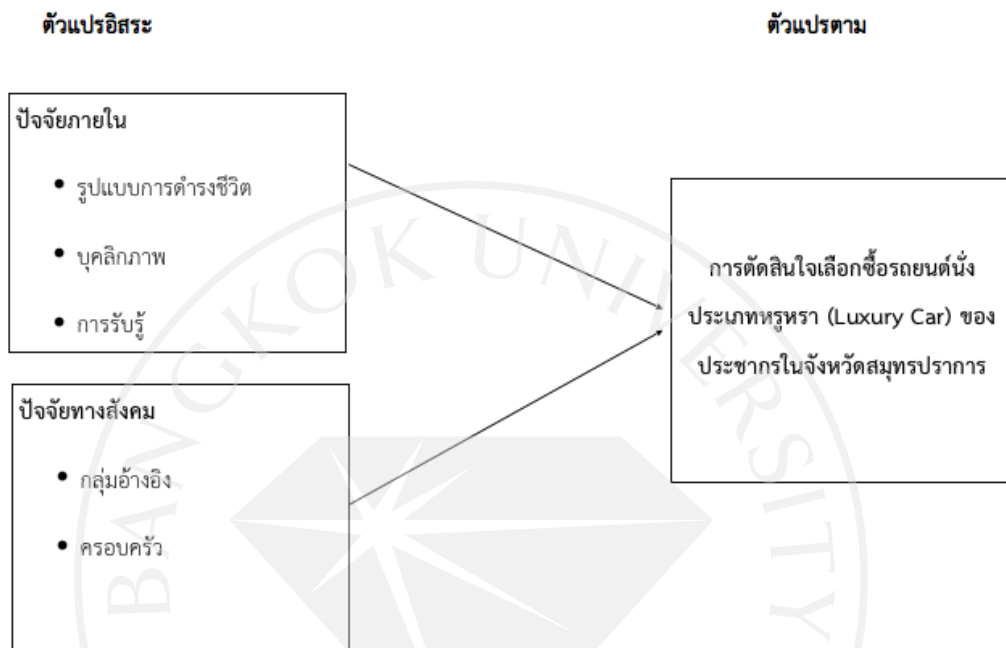 ตัวแปรอิสระ
ตัวแปรตาม
ปัจจัยภายใน
• รูปแบบการดำรงชีวิต
• บุคลิกภาพ
• การรับรู้
ปัจจัยทางสังคม
• กลุ่มอ้างอิง
• ครอบครัว
การตัดสินใจเลือกซื้อรถยนต์นั่ง
ประเภทหรูหรา (Luxury Car) ของ
ประชากรในจังหวัดสมุทรปราการ
BANGKOK UNIVERSITY